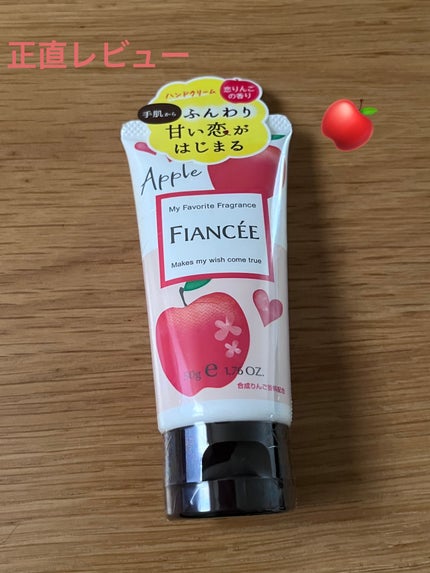 正直レビュー
ハンドクリーム
恋りんご
の香り
手肌から ふんわり
甘い恋が
はじまる
Apple
My Favorite Fragrance
FIANCÉE
Makes my wish come true
50g e 1.76 OZ.